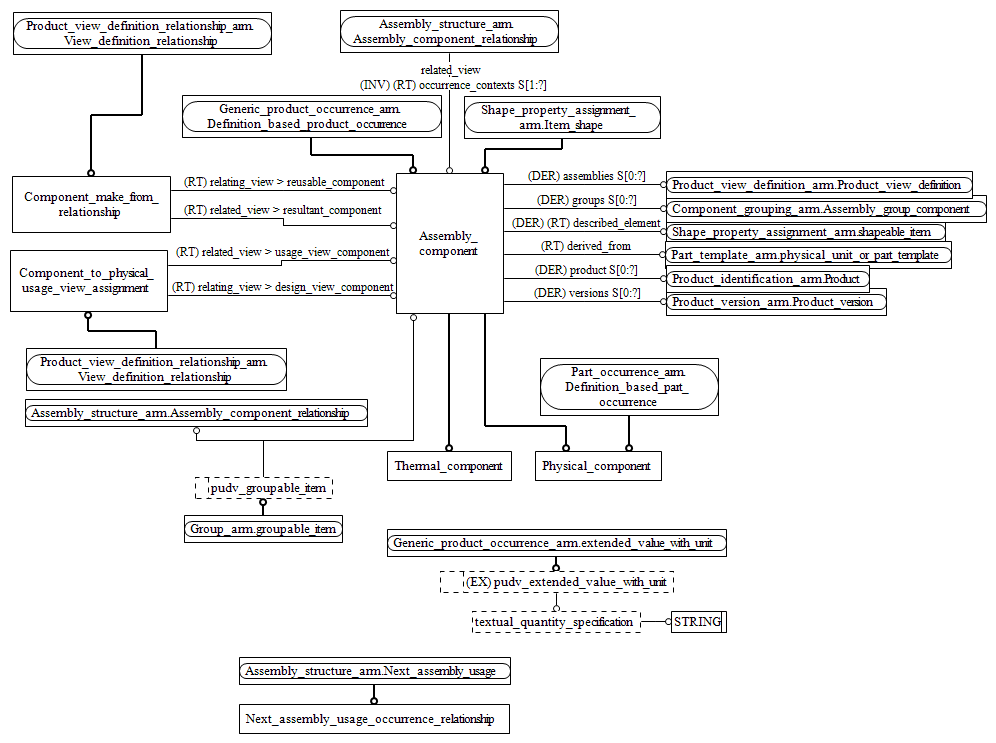 Product_view_definition_relationship_arm.
View_definition_relationship
Assembly_structure_arm.
Assembly_component_relationship
related_view
(INV) (RT) occurrence_contexts S[1:?]
Generic_product_occurrence_arm.
Definition_based_product_occurrence
Shape_property_assignment_
arm.Item_shape
Component_make_from_
relationship
(RT) relating_view > reusable_component
(RT) related_view > resultant_component
Component_to_physical_
usage_view_assignment
(RT) related_view > usage_view_component
(RT) relating_view > design_view_component
Assembly_
component
(DER) assemblies S[0:?]
Product_view_definition_arm.Product_view_definition
(DER) groups S[0:?]
Component_grouping_arm.Assembly_group_component
(DER) (RT) described_element
Shape_property_assignment_arm.shapeable_item
(RT) derived_from
Part_template_arm.physical_unit_or_part_template
(DER) product S[0:?]
Product_identification_arm.Product
(DER) versions S[0:?]
Product_version_arm.Product_version
Product_view_definition_relationship_arm.
View_definition_relationship
Assembly_structure_arm.Assembly_component_relationship
Part_occurrence_arm.
Definition_based_part_
occurrence
Thermal_component
Physical_component
pudv_groupable_item
Group_arm.groupable_item
Generic_product_occurrence_arm.extended_value_with_unit
(EX) pudv_extended_value_with_unit
textual_quantity_specification
STRING
Assembly_structure_arm.Next_assembly_usage
Next_assembly_usage_occurrence_relationship